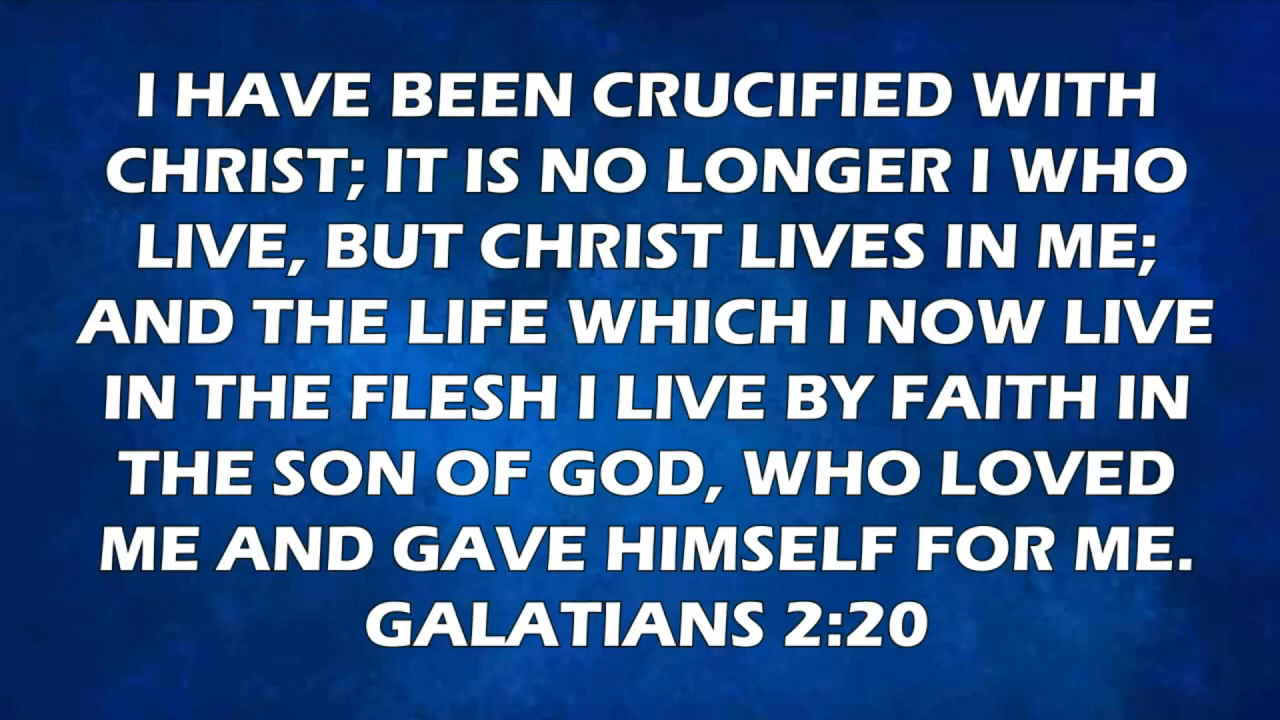 I HAVE BEEN CRUCIFIED WITH
CHRIST; IT IS NO LONGER I WHO
LIVE, BUT CHRIST LIVES IN ME;
AND THE LIFE WHICH I NOW LIVE
IN THE FLESH I LIVE BY FAITH IN
THE SON OF GOD, WHO LOVED
ME AND GAVE HIMSELF FOR ME.
GALATIANS 2:20